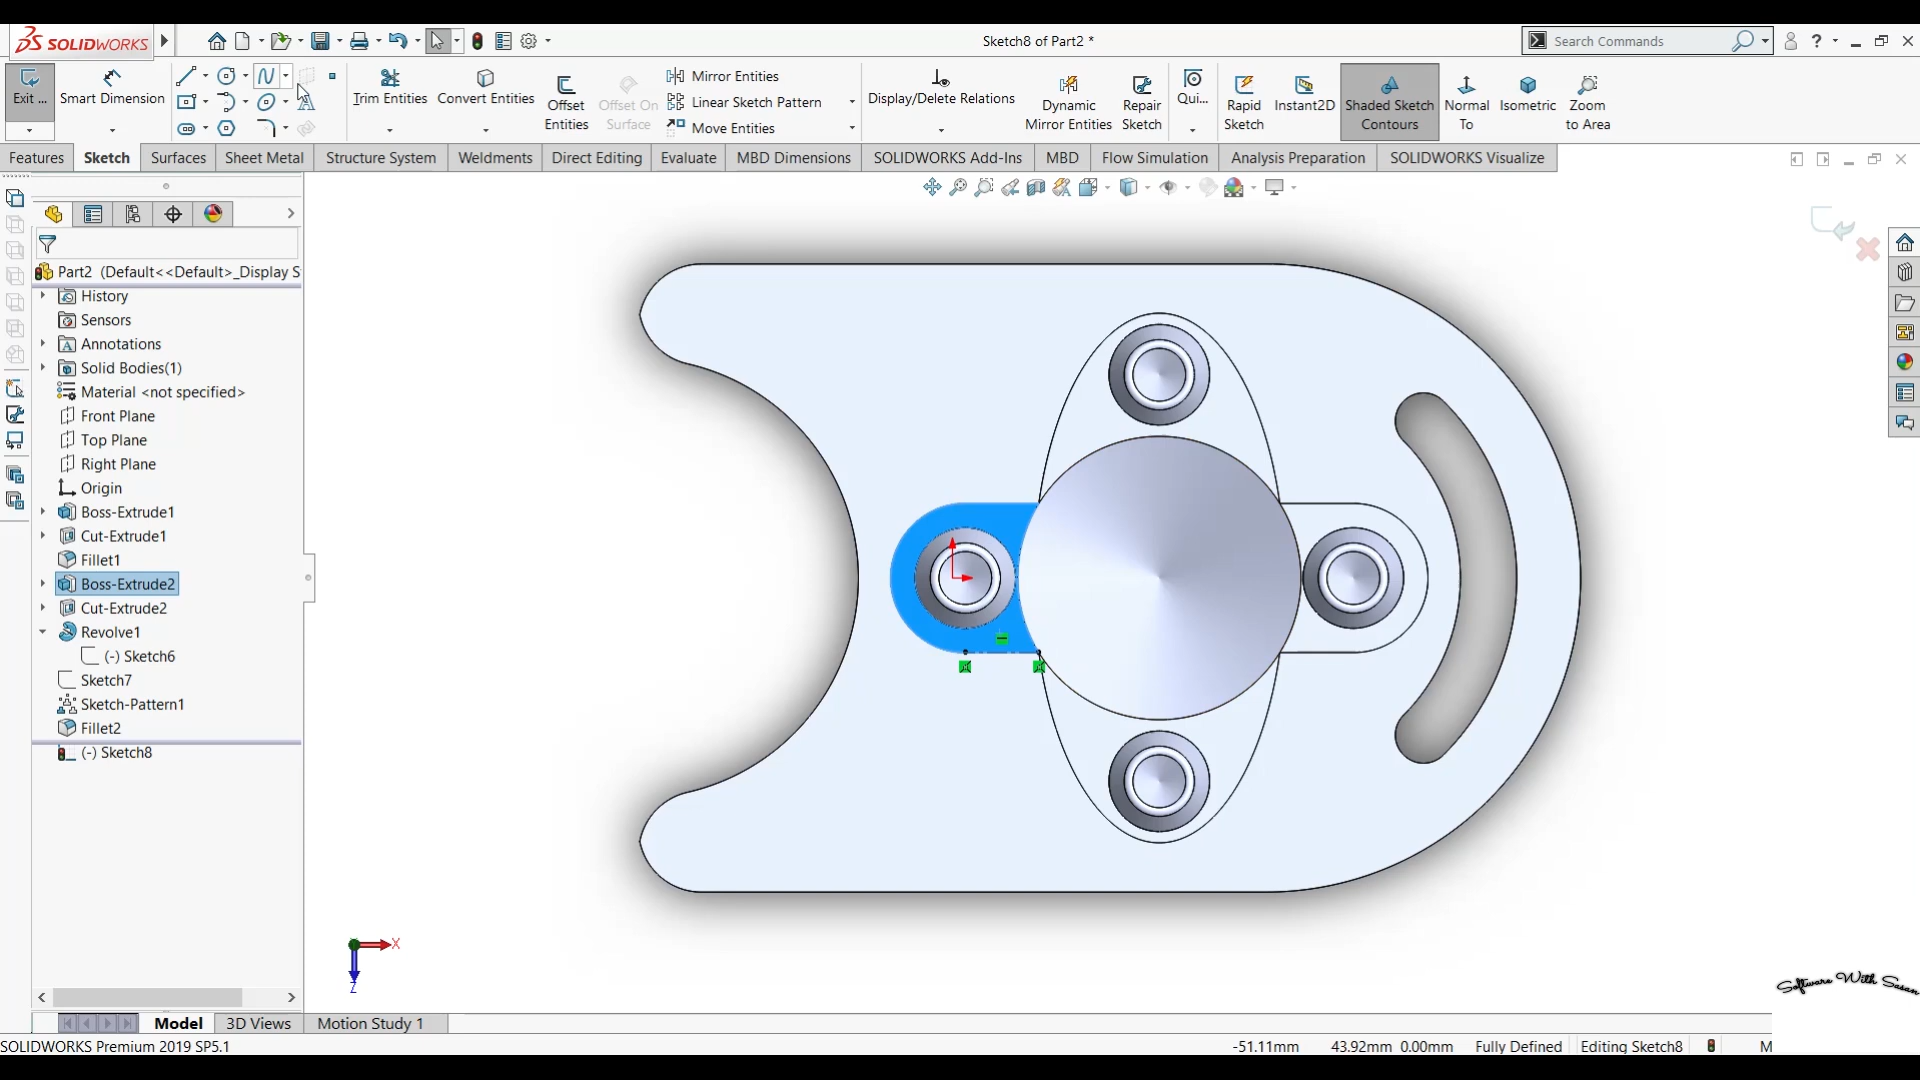 SOLIDWORKS
Sketch8 of Part2 *
Search Commands
?
Exit ...
Smart Dimension
Trim Entities
Convert Entities
Offset
Entities
Offset On
Surface
Mirror Entities
Linear Sketch Pattern
Move Entities
Display/Delete Relations
Dynamic
Mirror Entities
Repair
Sketch
Qui...
Rapid
Sketch
Instant2D
Shaded Sketch
Contours
Normal
To
Isometric
Zoom
to Area
Features
Sketch
Surfaces
Sheet Metal
Structure System
Weldments
Direct Editing
Evaluate
MBD Dimensions
SOLIDWORKS Add-Ins
MBD
Flow Simulation
Analysis Preparation
SOLIDWORKS Visualize
Part2 (Default<<Default>_Display S
History
Sensors
Annotations
Solid Bodies(1)
Material <not specified>
Front Plane
Top Plane
Right Plane
Origin
Boss-Extrude1
Cut-Extrude1
Fillet1
Boss-Extrude2
Cut-Extrude2
Revolve1
(-) Sketch6
Sketch7
Sketch-Pattern1
Fillet2
(-) Sketch8
X
Z
Software With Sasan
Model
3D Views
Motion Study 1
SOLIDWORKS Premium 2019 SP5.1
-51.11mm
43.92mm 0.00mm
Fully Defined
Editing Sketch8
M